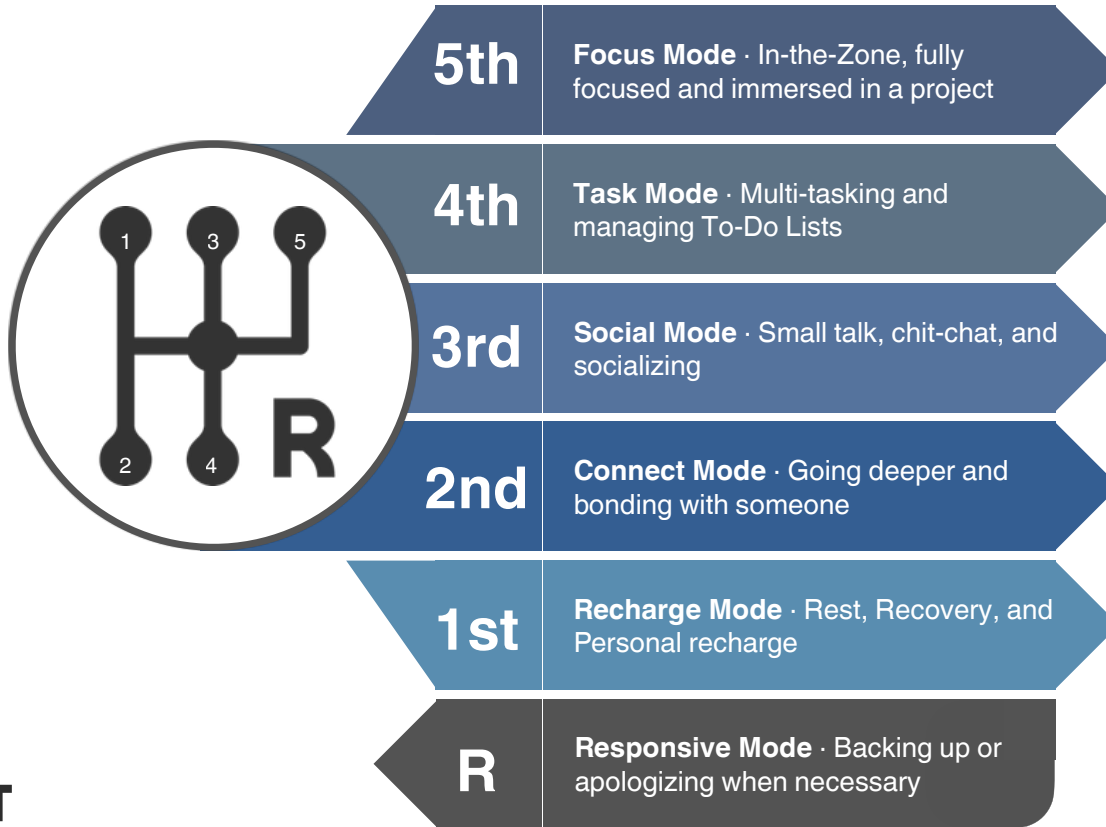 5th
Focus Mode · In-the-Zone, fully
focused and immersed in a project
4th
Task Mode · Multi-tasking and
managing To-Do Lists
1 3 5
3rd
Social Mode · Small talk, chit-chat, and
socializing
R
2 4
2nd
Connect Mode · Going deeper and
bonding with someone
1st
Recharge Mode · Rest, Recovery, and
Personal recharge
R
Responsive Mode · Backing up or
apologizing when necessary